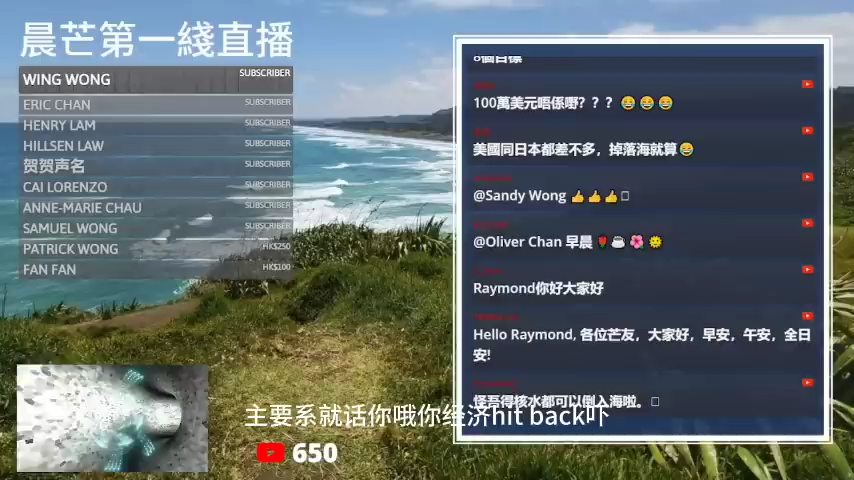 晨芒第一綫直播
WING WONG SUBSCRIBER
ERIC CHAN SUBSCRIBER
HENRY LAM SUBSCRIBER
HILLSEN LAW SUBSCRIBER
贺贺声名 SUBSCRIBER
CAI LORENZO SUBSCRIBER
ANNE-MARIE CHAU SUBSCRIBER
SAMUEL WONG SUBSCRIBER
PATRICK WONG HK$250
FAN FAN HK$100
8個目標
100萬美元唔係嘢？？？ 😂😂😂
美國同日本都差不多，掉落海就算😂
@Sandy Wong 👍👍👍
@Oliver Chan 早晨 🌹☕🌸🌞
Raymond你好大家好
Hello Raymond, 各位芒友，大家好，早安，午安，全日
安!
怪吾得核水都可以倒入海啦。
主要系就话你哦你经济hit back吓
650